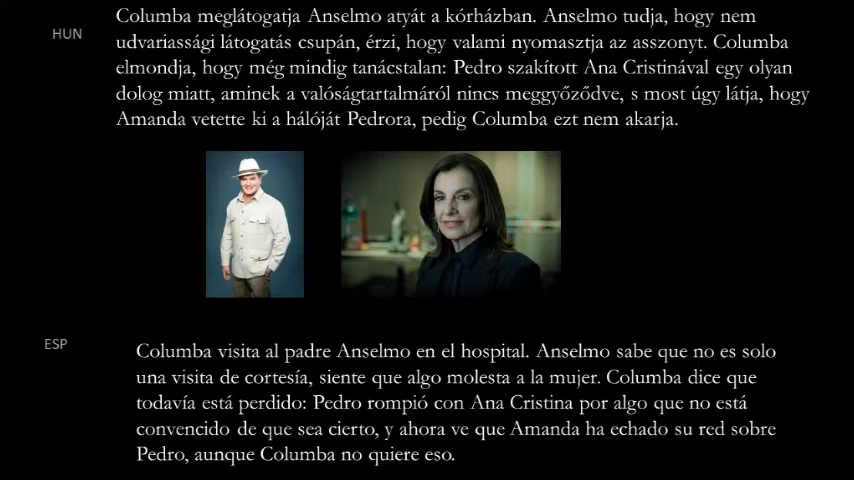 HUN
Columba meglátogatja Anselmo atyát a kórházban. Anselmo tudja, hogy nem
udvariassági látogatás csupán, érzi, hogy valami nyomasztja az asszonyt. Columba
elmondja, hogy még mindig tanácstalan: Pedro szakított Ana Cristinával egy olyan
dolog miatt, aminek a valóságtartalmáról nincs meggyőződve, s most úgy látja, hogy
Amanda vetette ki a hálóját Pedrora, pedig Columba ezt nem akarja.
ESP
Columba visita al padre Anselmo en el hospital. Anselmo sabe que no es solo
una visita de cortesía, siente que algo molesta a la mujer. Columba dice que
todavía está perdido: Pedro rompió con Ana Cristina por algo que no está
convencido de que sea cierto, y ahora ve que Amanda ha echado su red sobre
Pedro, aunque Columba no quiere eso.